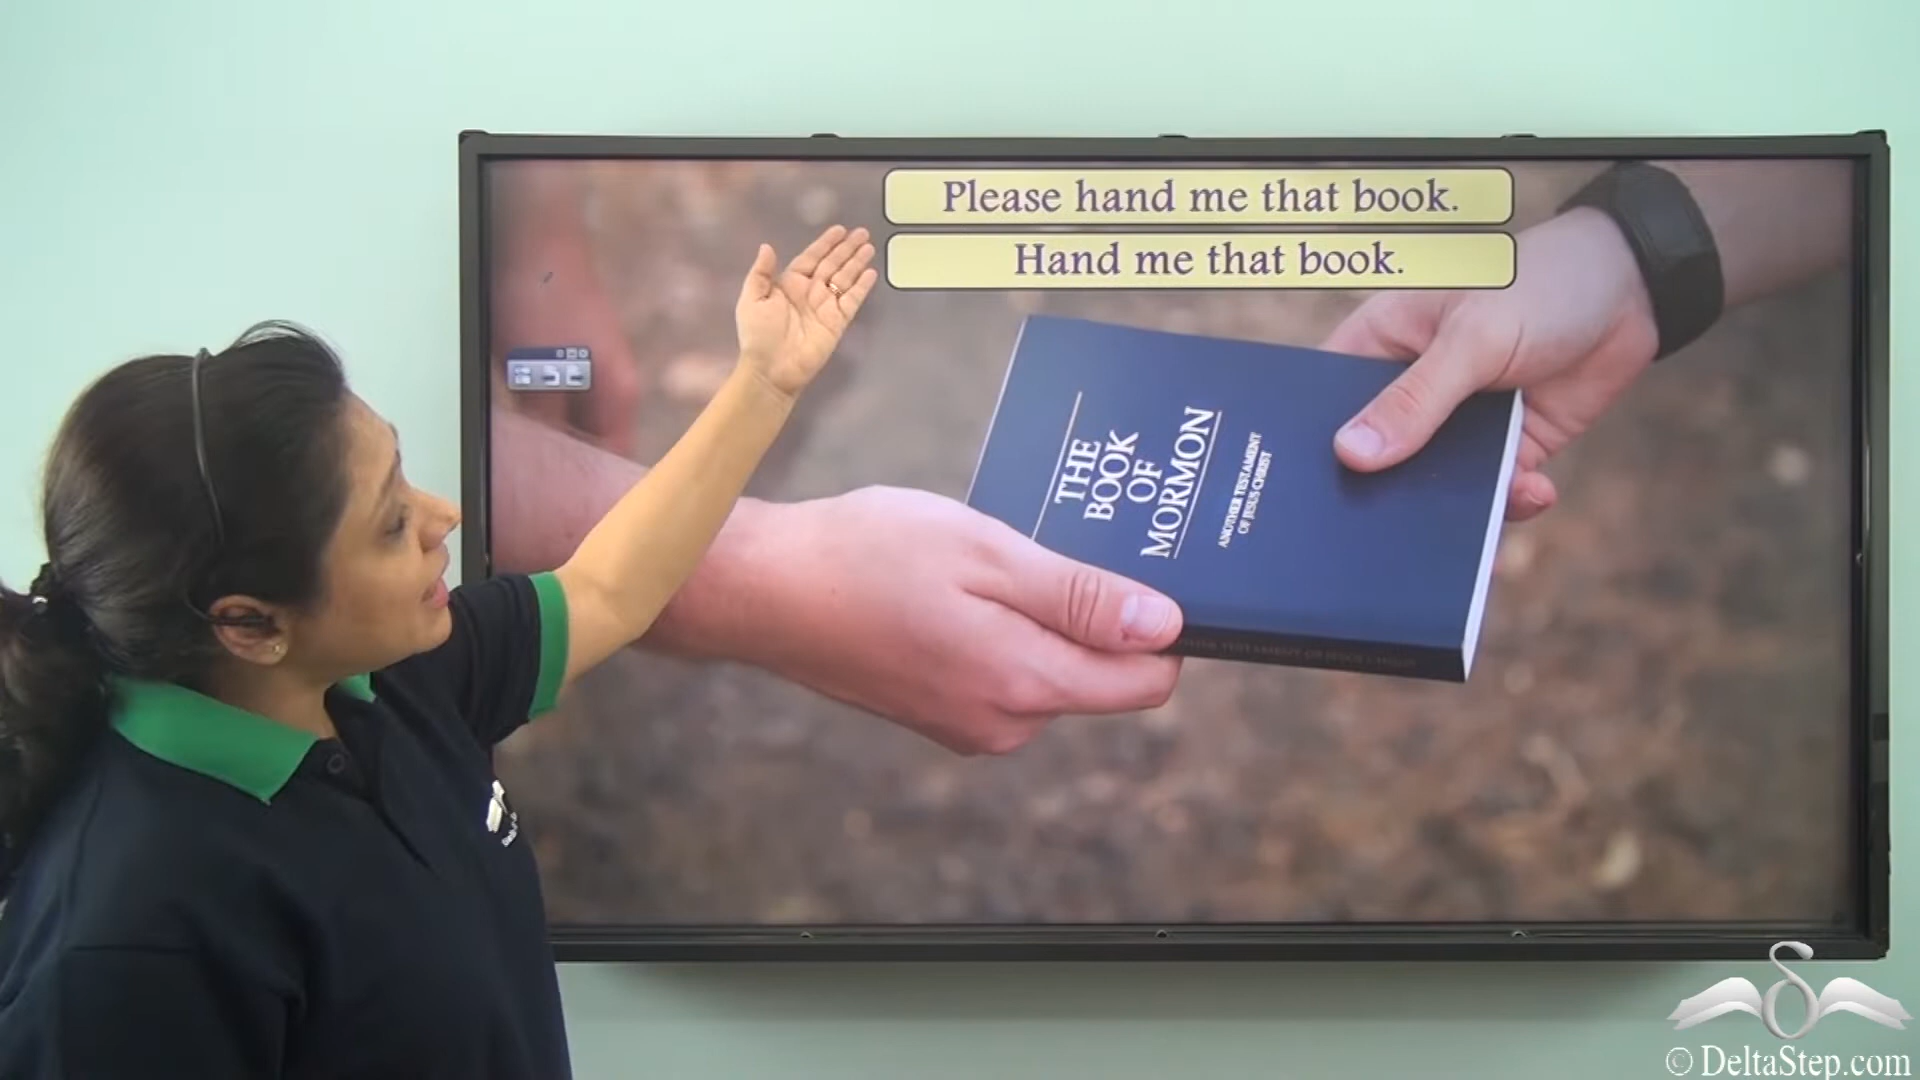 Please hand me that book.
Hand me that book.
THE
BOOK
OF
MORMON
ANOTHER TESTAMENT
OF JESUS CHRIST
© DeltaStep.com